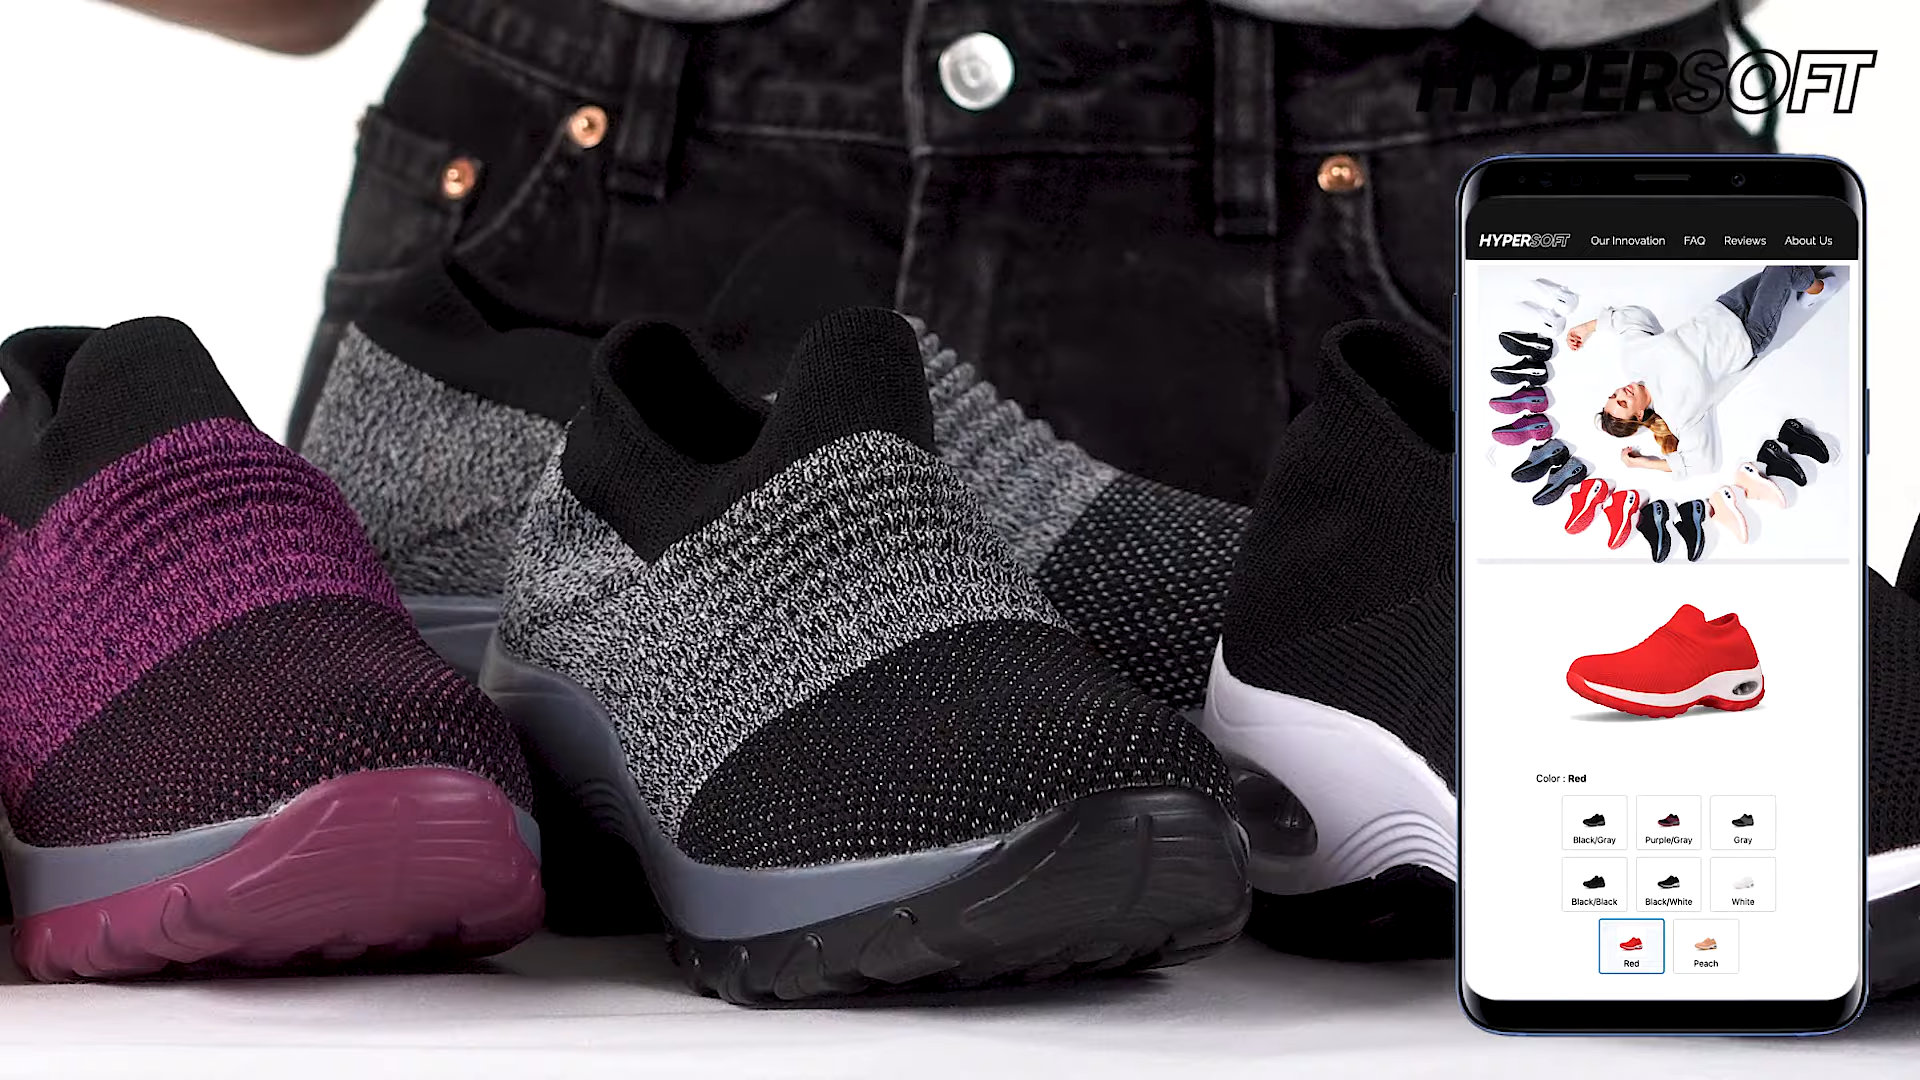 HYPERSOFT
HYPERSOFT Our Innovation FAQ Reviews About Us
Color : Red
Black/Gray Purple/Gray Gray
Black/Black Black/White White
Red Peach